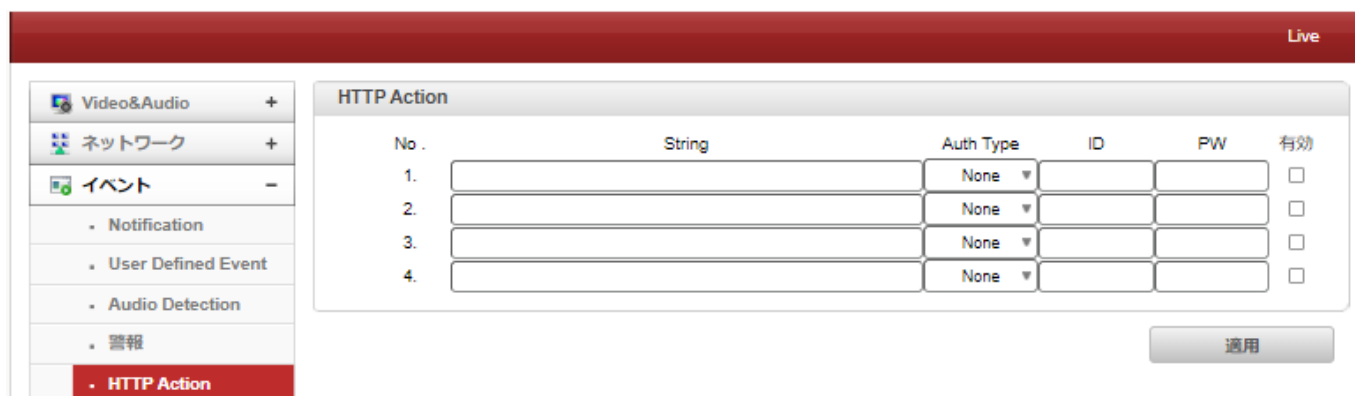 Live
Video&Audio +
ネットワーク +
イベント -
• Notification
• User Defined Event
• Audio Detection
• 警報
• HTTP Action
HTTP Action
No . String Auth Type ID PW 有効
1. None
2. None
3. None
4. None
適用